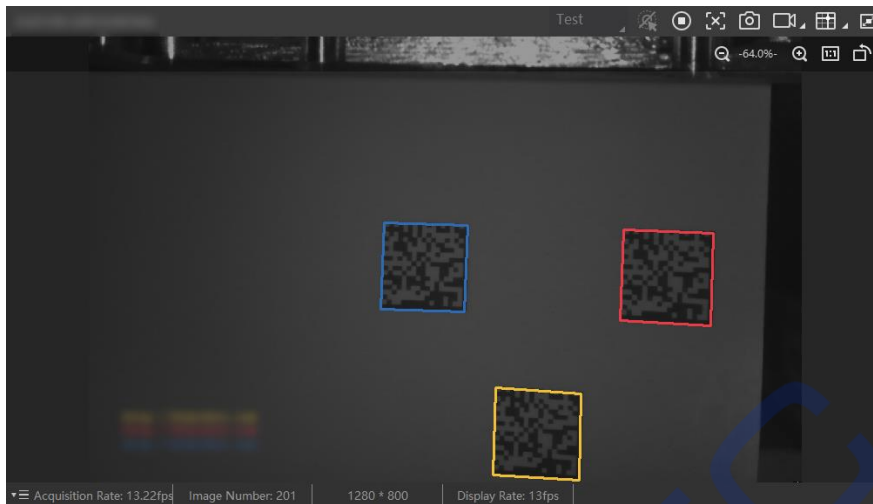 Test
-64.0%-
1:1
Acquisition Rate: 13.22fps
Image Number: 201
1280 * 800
Display Rate: 13fps